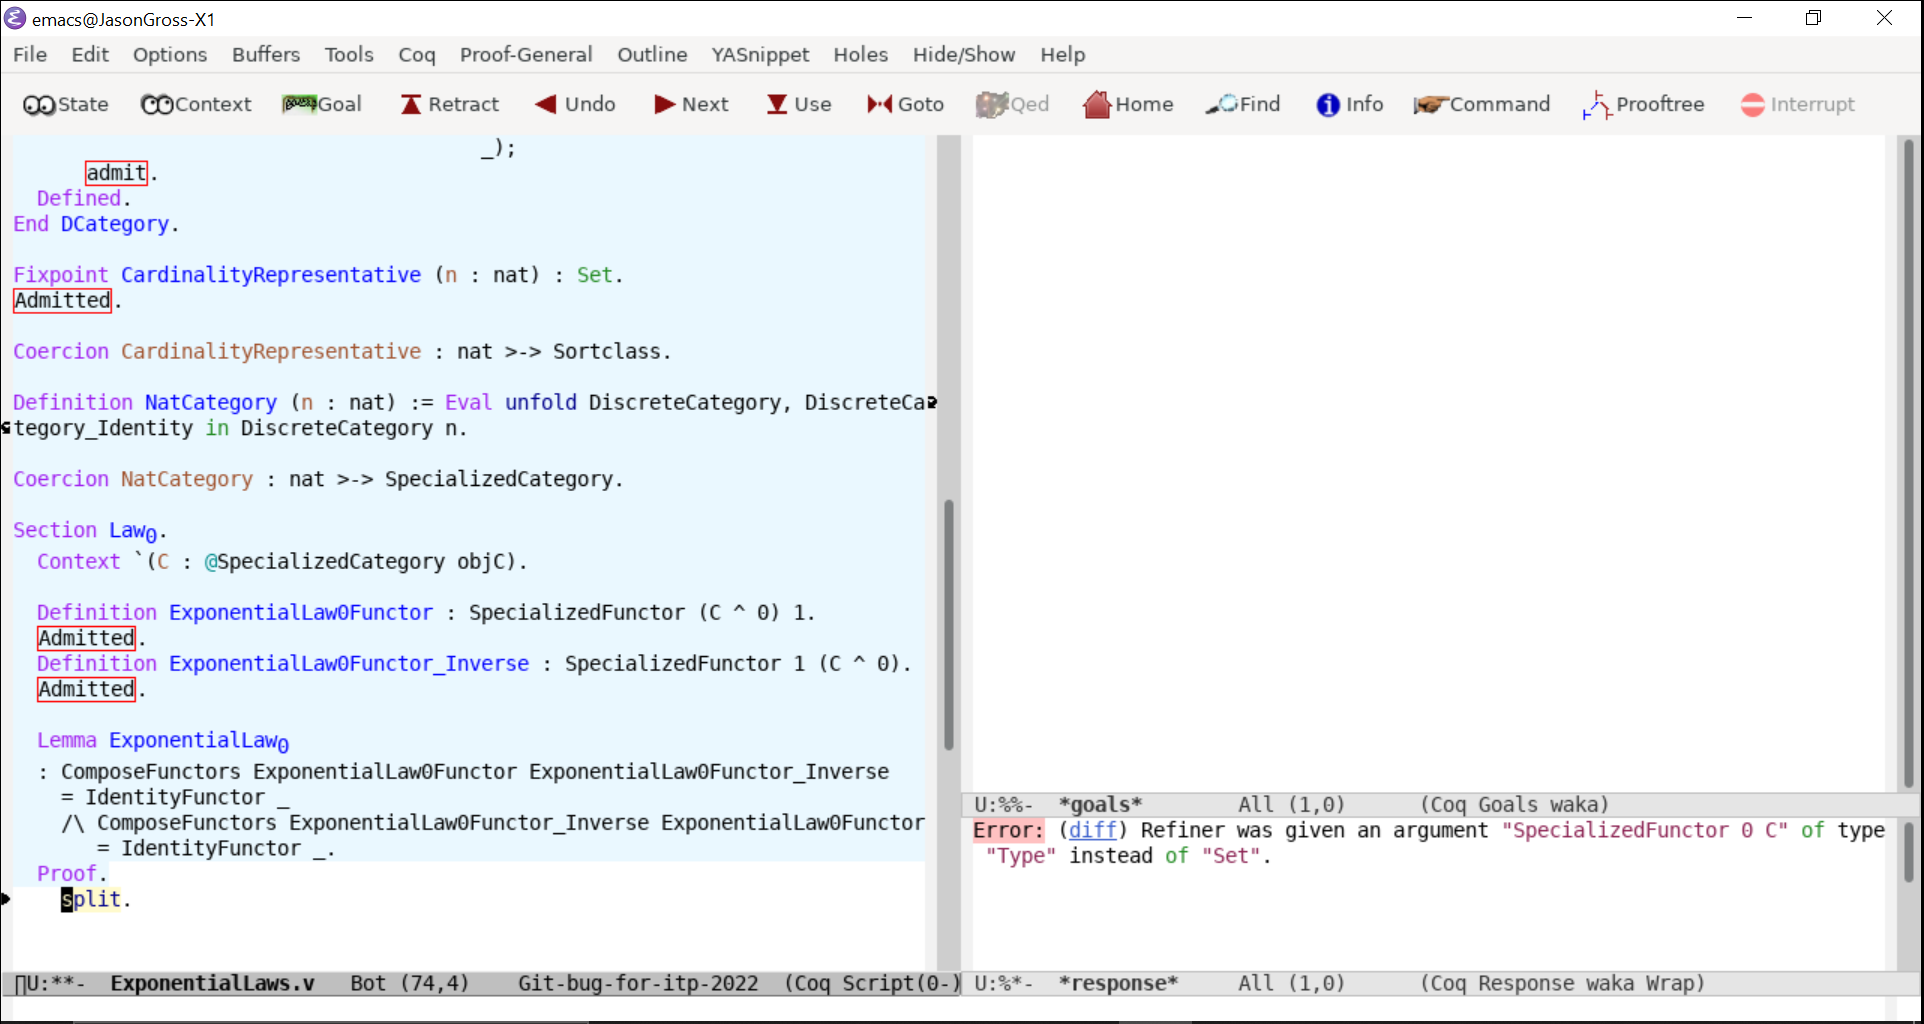 emacs@JasonGross-X1
File Edit Options Buffers Tools Coq Proof-General Outline YASnippet Holes Hide/Show Help
State Context Goal Retract Undo Next Use Goto Qed Home Find Info Command Prooftree Interrupt
_);
admit.
Defined.
End DCategory.
Fixpoint CardinalityRepresentative (n : nat) : Set.
Admitted.
Coercion CardinalityRepresentative : nat >-> Sortclass.
Definition NatCategory (n : nat) := Eval unfold DiscreteCategory, DiscreteCa
tegory_Identity in DiscreteCategory n.
Coercion NatCategory : nat >-> SpecializedCategory.
Section Law₀.
Context `(C : @SpecializedCategory objC).
Definition ExponentialLaw0Functor : SpecializedFunctor (C ^ 0) 1.
Admitted.
Definition ExponentialLaw0Functor_Inverse : SpecializedFunctor 1 (C ^ 0).
Admitted.
Lemma ExponentialLaw₀
: ComposeFunctors ExponentialLaw0Functor ExponentialLaw0Functor_Inverse
= IdentityFunctor _
/\ ComposeFunctors ExponentialLaw0Functor_Inverse ExponentialLaw0Functor
= IdentityFunctor _.
Proof.
split.
U:**- ExponentialLaws.v Bot (74,4) Git-bug-for-itp-2022 (Coq Script(0-)
U:%%- *goals* All (1,0) (Coq Goals waka)
Error: (diff) Refiner was given an argument "SpecializedFunctor 0 C" of type
"Type" instead of "Set".
U:%*- *response* All (1,0) (Coq Response waka Wrap)